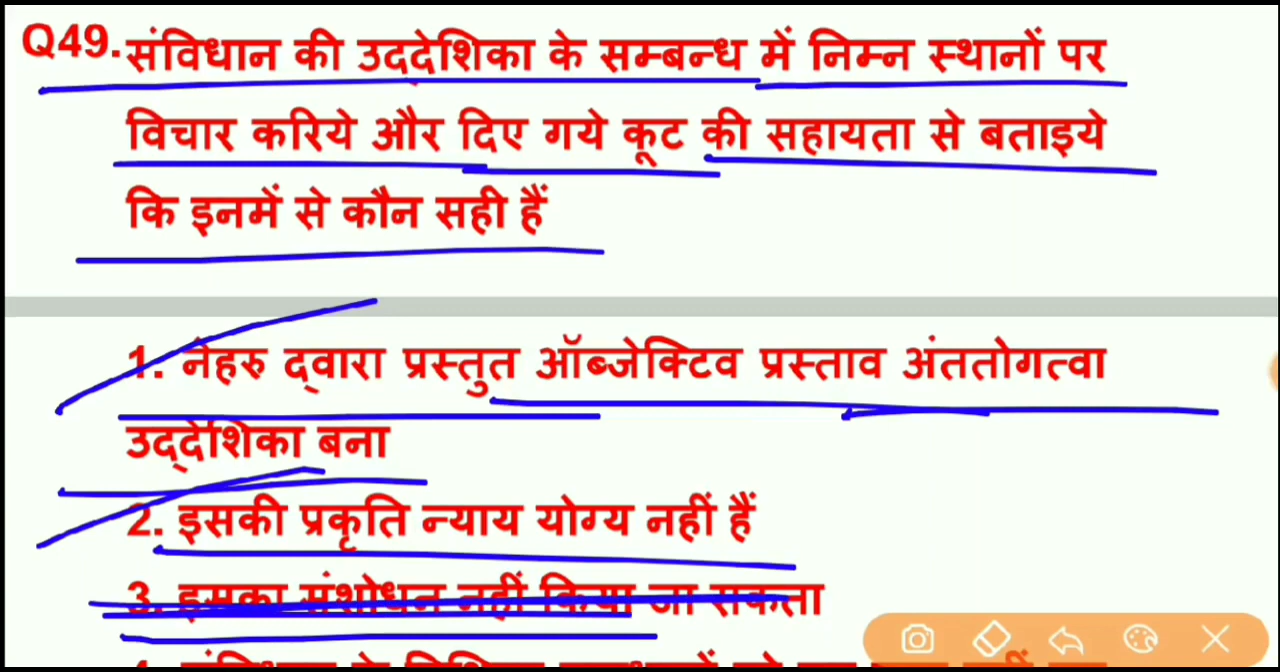 Q49. संविधान की उददेशिका के सम्बन्ध में निम्न स्थानों पर
विचार करिये और दिए गये कूट की सहायता से बताइये
कि इनमें से कौन सही हैं
1. नेहरु द्वारा प्रस्तुत ऑब्जेक्टिव प्रस्ताव अंततोगत्वा
उद्देशिका बना
2. इसकी प्रकृति न्याय योग्य नहीं हैं
3. इसका संशोधन नहीं किया जा सकता